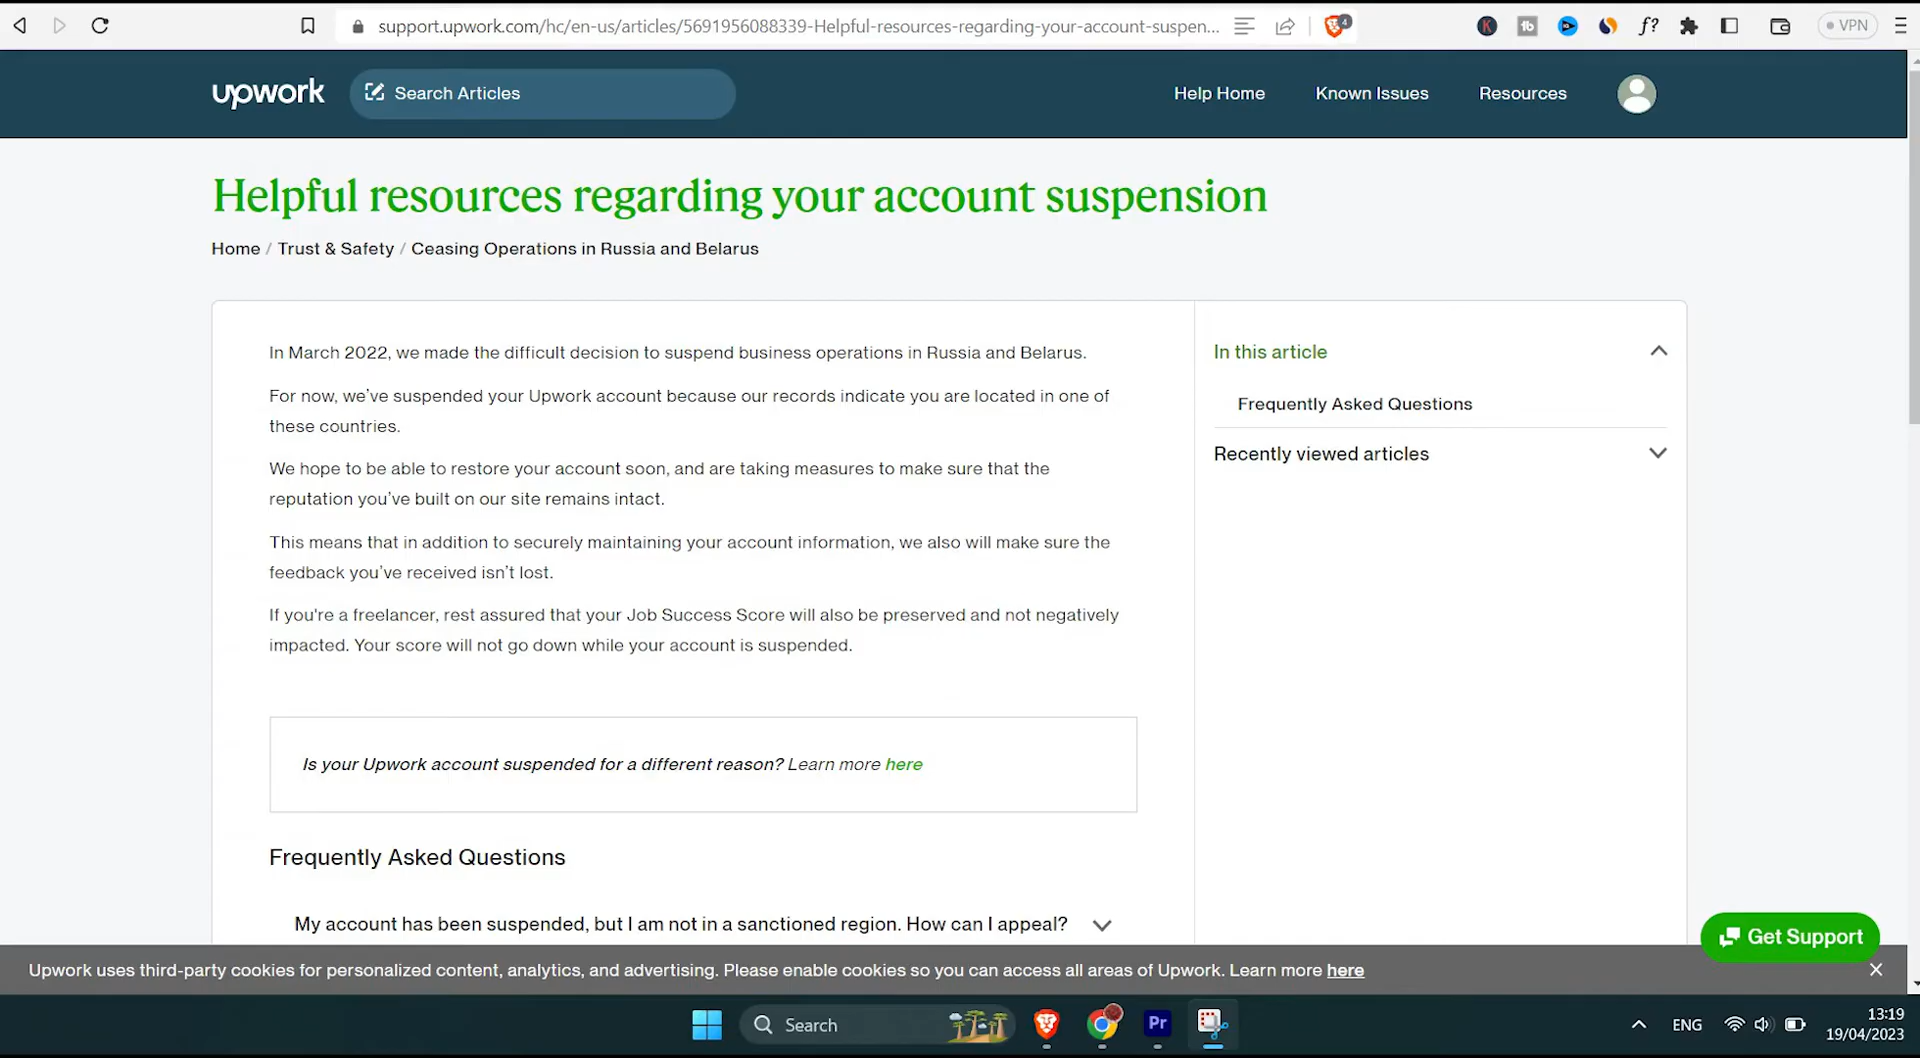 support.upwork.com/hc/en-us/articles/5691956088339-Helpful-resources-regarding-your-account-suspen...
4
K
tb
f?
VPN
upwork
Search Articles
Help Home
Known Issues
Resources
Helpful resources regarding your account suspension
Home / Trust & Safety / Ceasing Operations in Russia and Belarus
In March 2022, we made the difficult decision to suspend business operations in Russia and Belarus.
For now, we’ve suspended your Upwork account because our records indicate you are located in one of
these countries.
We hope to be able to restore your account soon, and are taking measures to make sure that the
reputation you’ve built on our site remains intact.
This means that in addition to securely maintaining your account information, we also will make sure the
feedback you’ve received isn’t lost.
If you're a freelancer, rest assured that your Job Success Score will also be preserved and not negatively
impacted. Your score will not go down while your account is suspended.
Is your Upwork account suspended for a different reason? Learn more here
Frequently Asked Questions
My account has been suspended, but I am not in a sanctioned region. How can I appeal?
In this article
Frequently Asked Questions
Recently viewed articles
Get Support
Upwork uses third-party cookies for personalized content, analytics, and advertising. Please enable cookies so you can access all areas of Upwork. Learn more here
Search
Pr
ENG
13:19
19/04/2023